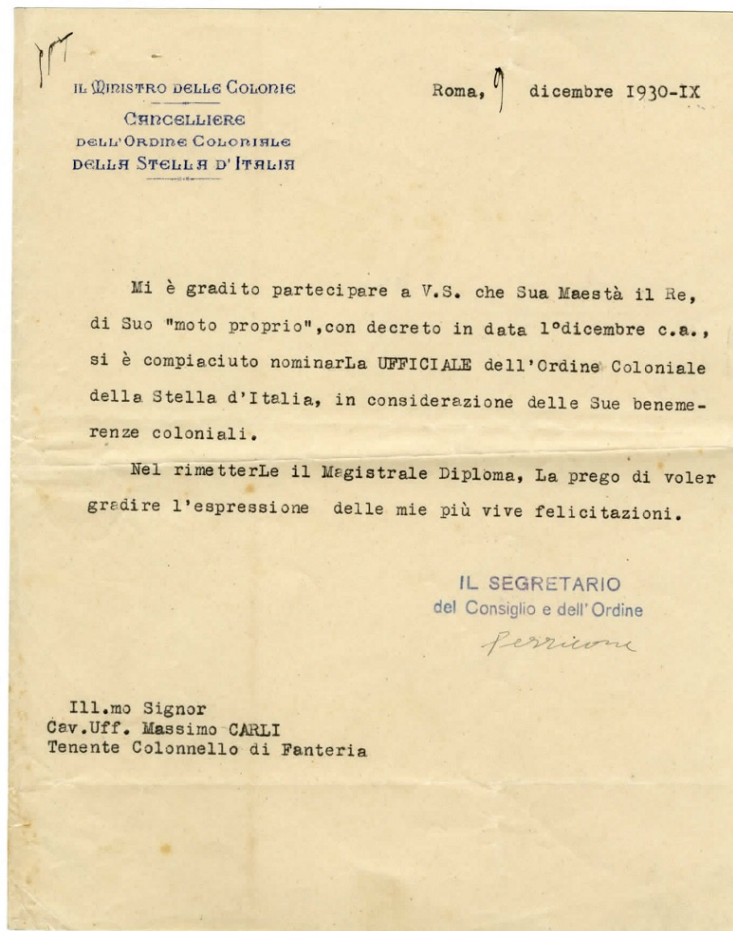 IL MINISTRO DELLE COLONIE
CANCELLIERE
DELL'ORDINE COLONIALE
DELLA STELLA D'ITALIA
Roma, 9 dicembre 1930-IX
Mi è gradito partecipare a V.S. che Sua Maestà il Re,
di Suo "moto proprio",con decreto in data 1°dicembre c.a.,
si è compiaciuto nominarLa UFFICIALE dell'Ordine Coloniale
della Stella d'Italia, in considerazione delle Sue beneme-
renze coloniali.
Nel rimetterLe il Magistrale Diploma, La prego di voler
gradire l'espressione delle mie più vive felicitazioni.
IL SEGRETARIO
del Consiglio e dell'Ordine
Perricone
Ill.mo Signor
Cav.Uff. Massimo CARLI
Tenente Colonnello di Fanteria